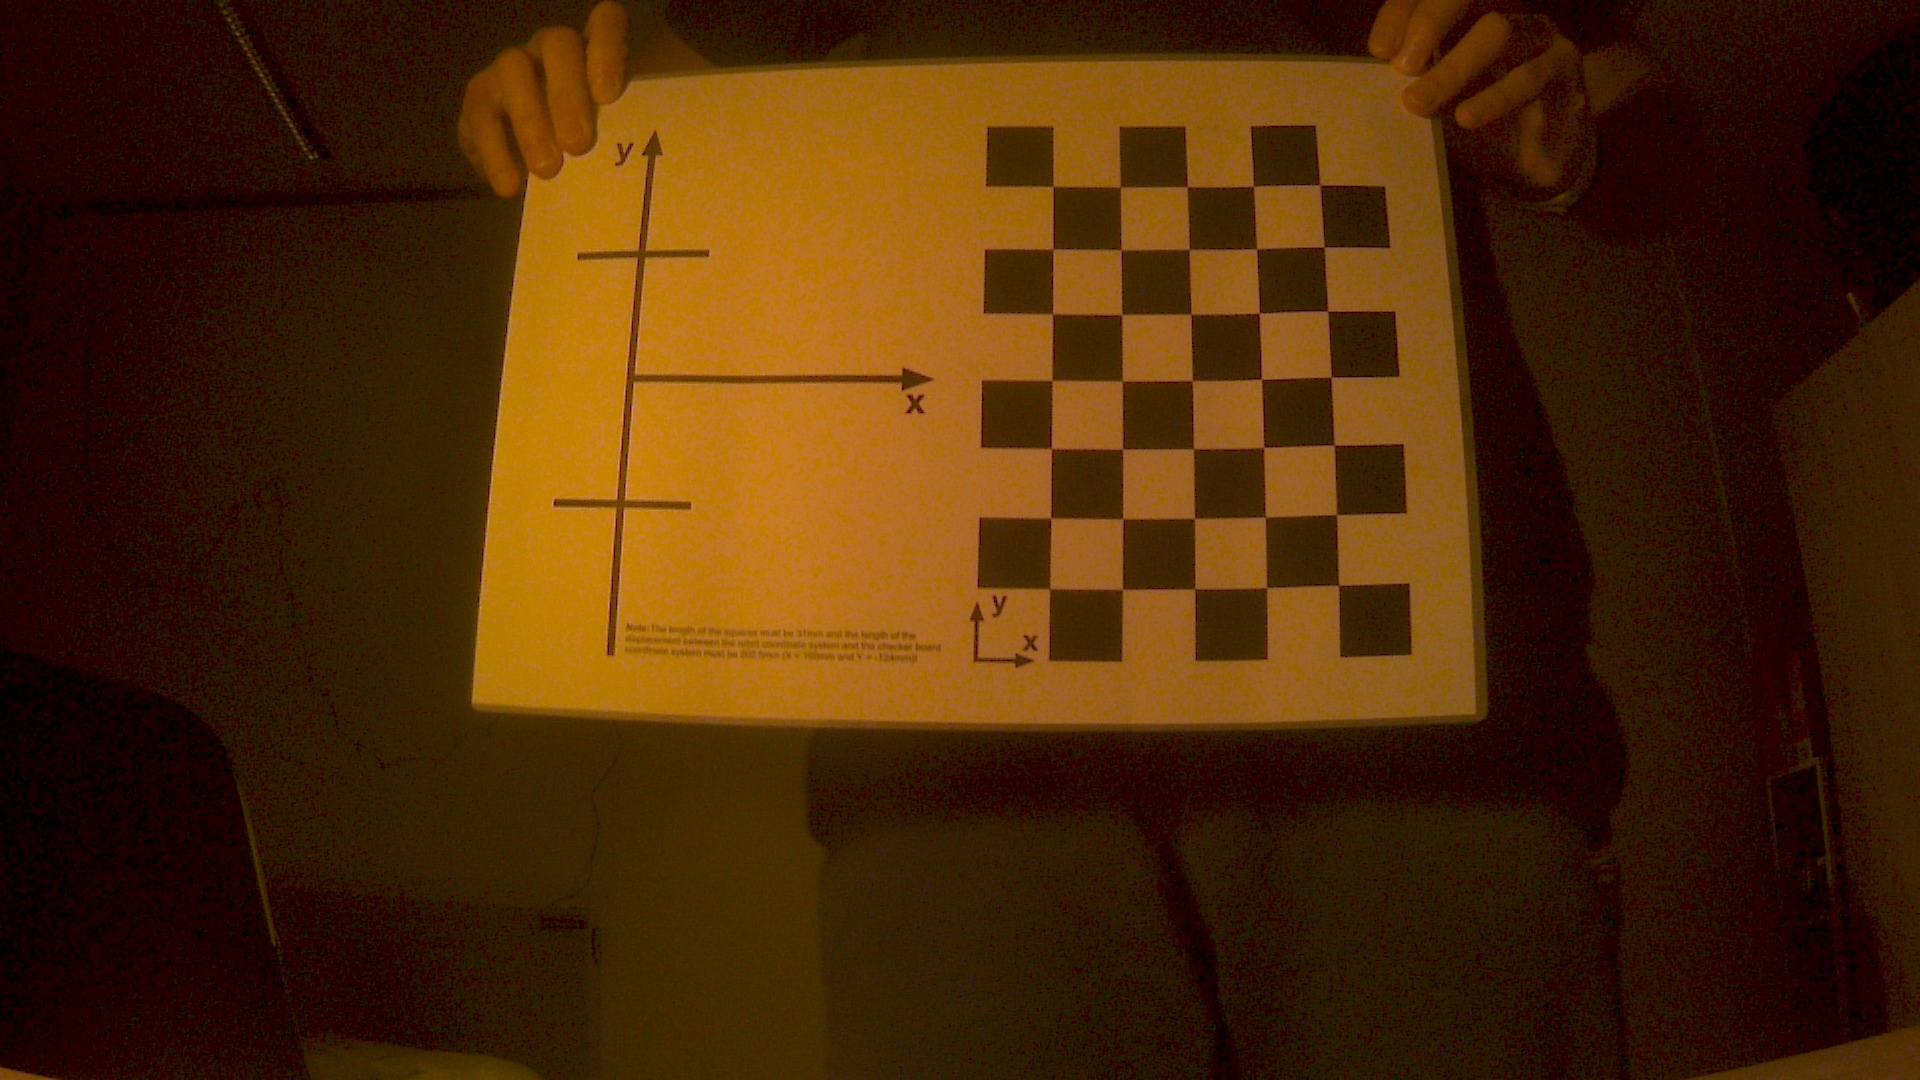 y
x
Note: The length of the squares must be 31mm and the length of the
displacement between the robot coordinate system and the checker board
coordinate system must be 202.5mm (X = 160mm and Y = -124mm)!
y
x